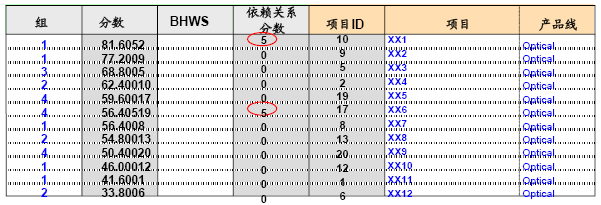 组 分数 BHWS 依赖关系分数 项目ID 项目 产品线
1 81.6052 5 10 XX1 Optical
1 77.2009 0 9 XX2 Optical
3 68.8005 0 5 XX3 Optical
2 62.40010 0 2 XX4 Optical
4 59.60017 0 19 XX5 Optical
4 56.40519 5 17 XX6 Optical
1 56.4008 0 8 XX7 Optical
2 54.80013 0 13 XX8 Optical
4 50.40020 0 20 XX9 Optical
1 46.00012 0 12 XX10 Optical
1 41.6001 0 1 XX11 Optical
2 33.8006 0 6 XX12 Optical